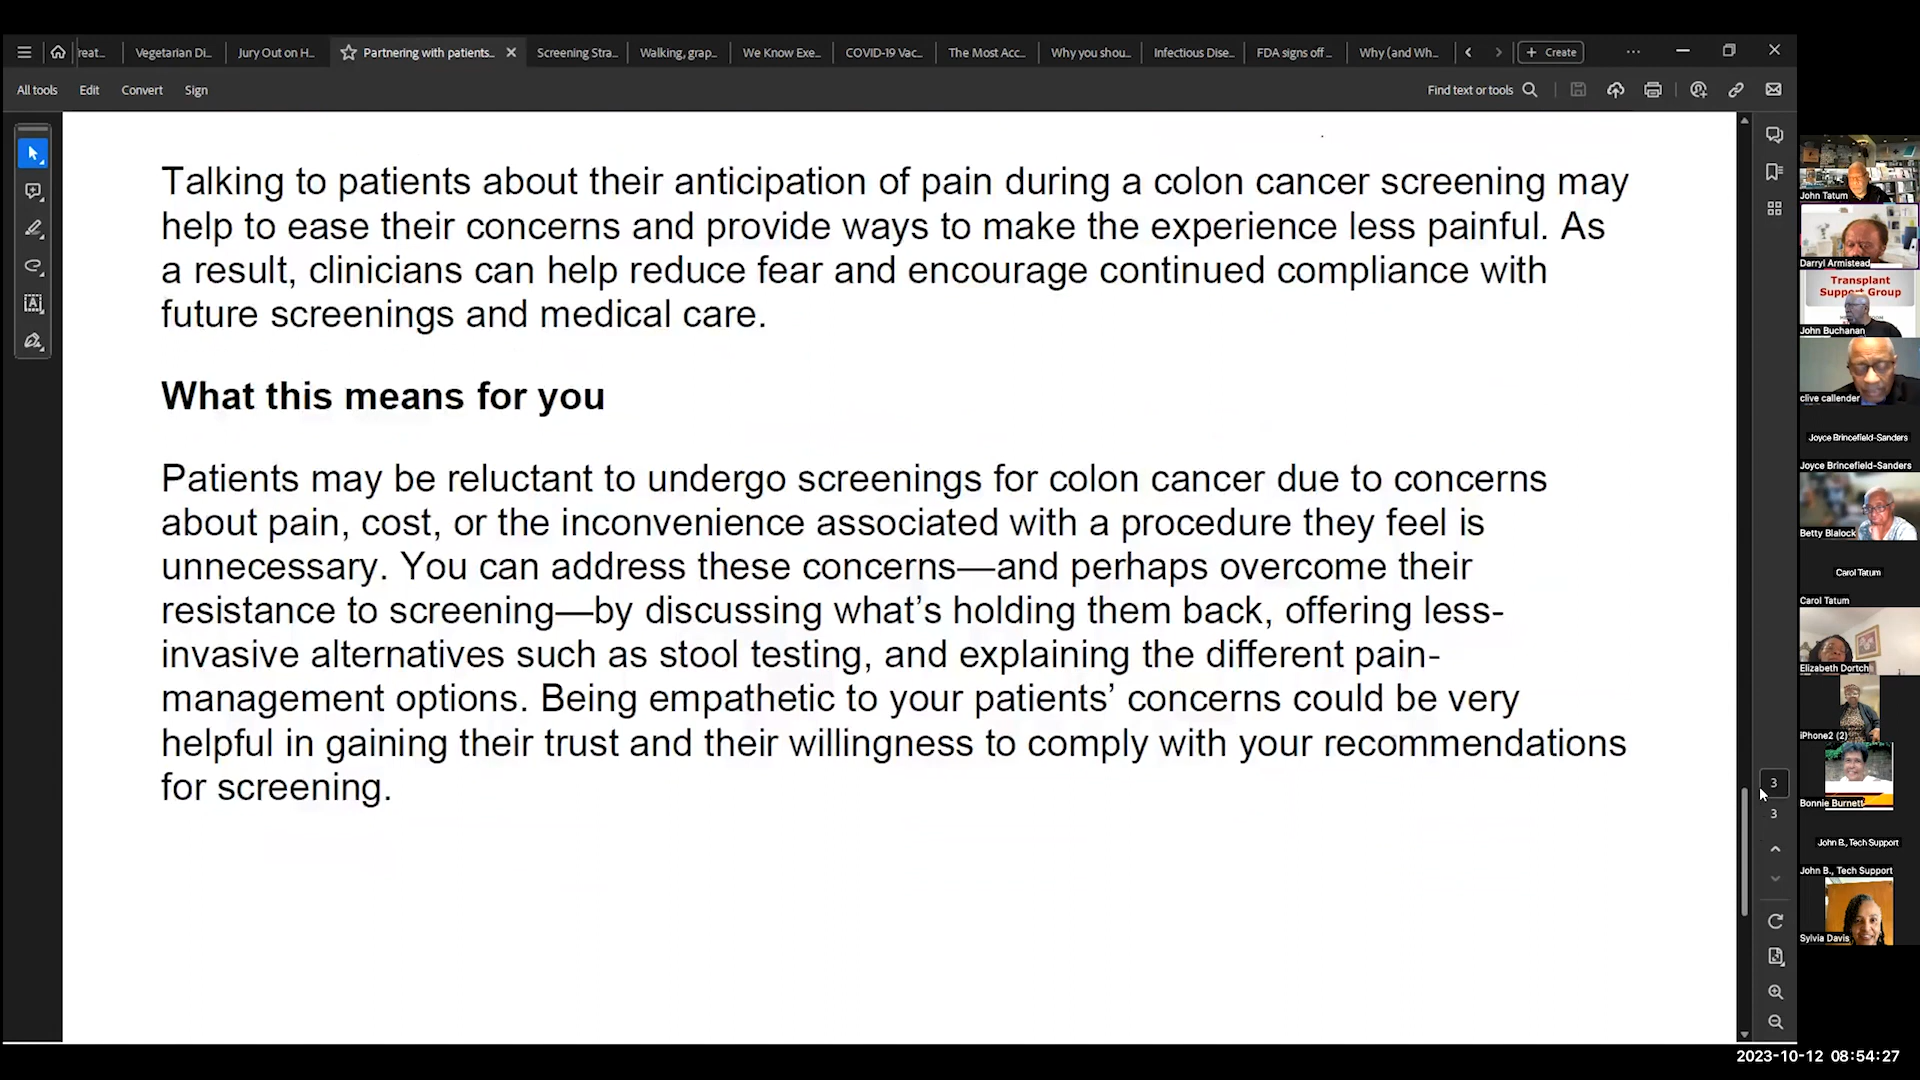 reat...
Vegetarian Di...
Jury Out on H...
Partnering with patients...
Screening Stra...
Walking, grap...
We Know Exe...
COVID-19 Vac...
The Most Acc...
Why you shou...
Infectious Dise...
FDA signs off ...
Why (and Wh...
Create
All tools
Edit
Convert
Sign
Find text or tools
Talking to patients about their anticipation of pain during a colon cancer screening may
help to ease their concerns and provide ways to make the experience less painful. As
a result, clinicians can help reduce fear and encourage continued compliance with
future screenings and medical care.
What this means for you
Patients may be reluctant to undergo screenings for colon cancer due to concerns
about pain, cost, or the inconvenience associated with a procedure they feel is
unnecessary. You can address these concerns—and perhaps overcome their
resistance to screening—by discussing what’s holding them back, offering less-
invasive alternatives such as stool testing, and explaining the different pain-
management options. Being empathetic to your patients’ concerns could be very
helpful in gaining their trust and their willingness to comply with your recommendations
for screening.
3
3
John Tatum
Darryl Armistead
Transplant
Support Group
John Buchanan
clive callender
Joyce Brincefield-Sanders
Joyce Brincefield-Sanders
Betty Blalock
Carol Tatum
Carol Tatum
Elizabeth Dortch
iPhone2 (2)
Bonnie Burnett
John B., Tech Support
John B., Tech Support
Sylvia Davis
2023-10-12 08:54:27